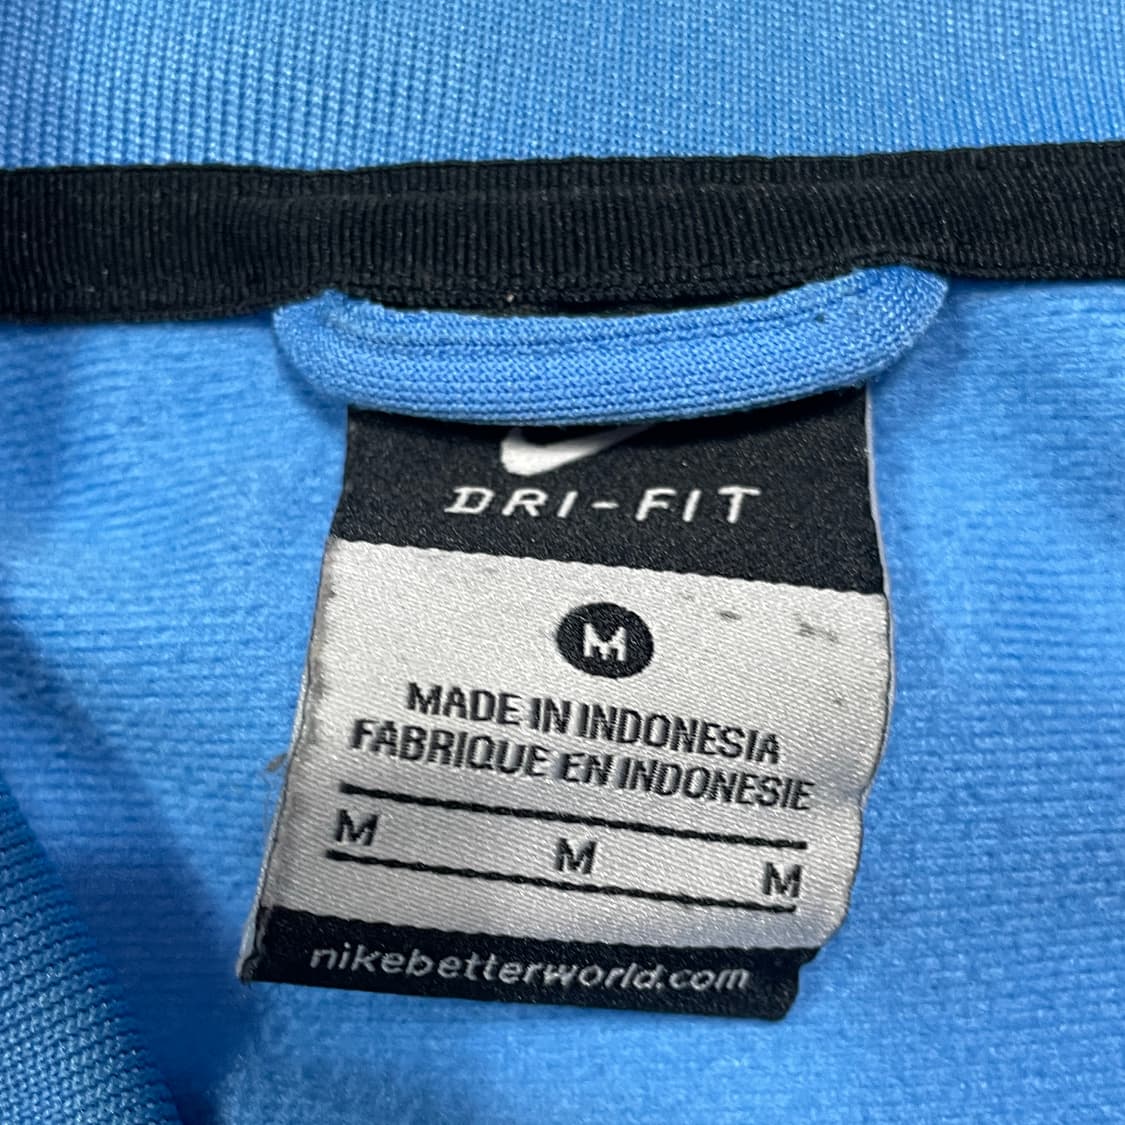 DRI-FIT
M
MADE IN INDONESIA
FABRIQUE EN INDONESIE
M M M
nikebetterworld.com